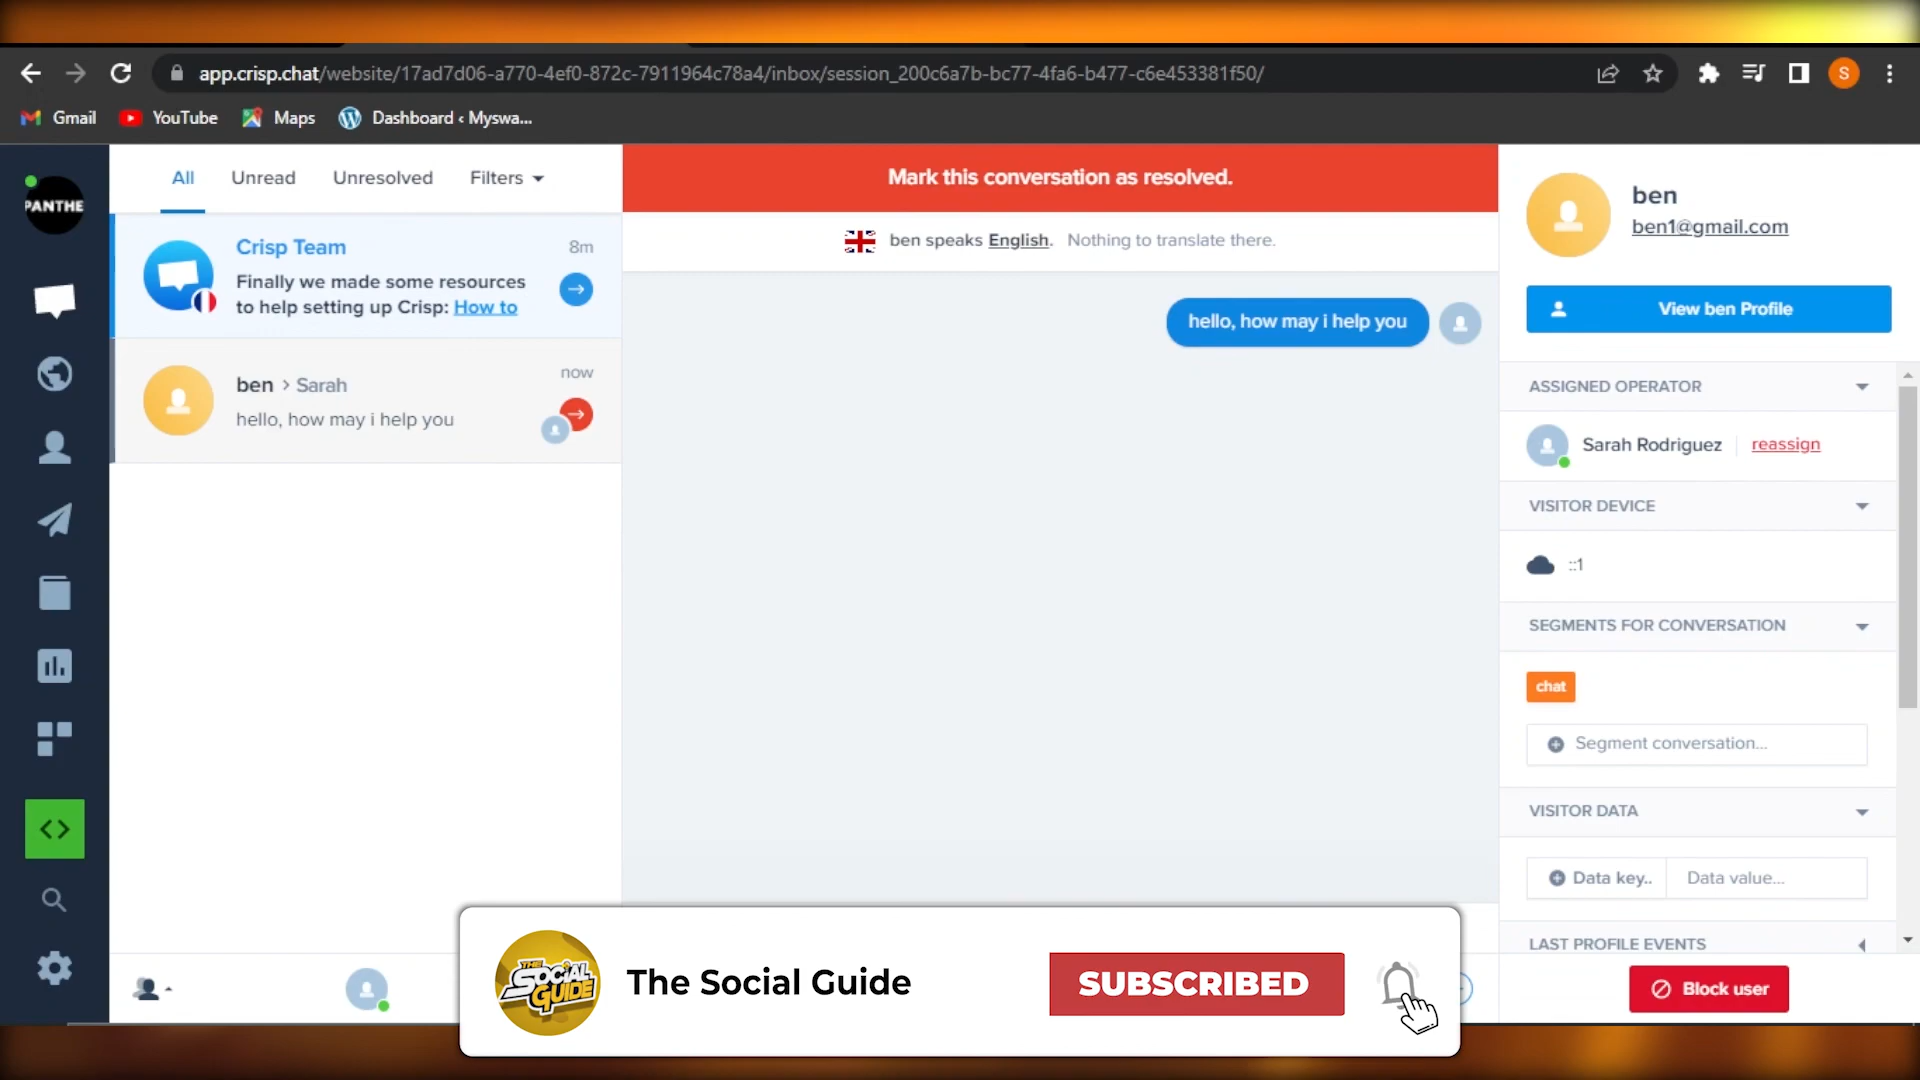 app.crisp.chat/website/17ad7d06-a770-4ef0-872c-7911964c78a4/inbox/session_200c6a7b-bc77-4fa6-b477-c6e453381f50/
S
Gmail
YouTube
Maps
Dashboard ‹ Myswa...
PANTHE
All
Unread
Unresolved
Filters
Crisp Team
8m
Finally we made some resources
to help setting up Crisp: How to
ben > Sarah
now
hello, how may i help you
Mark this conversation as resolved.
ben speaks English. Nothing to translate there.
hello, how may i help you
ben
ben1@gmail.com
View ben Profile
ASSIGNED OPERATOR
Sarah Rodriguez
reassign
VISITOR DEVICE
::1
SEGMENTS FOR CONVERSATION
chat
Segment conversation...
VISITOR DATA
Data key..
Data value...
LAST PROFILE EVENTS
Block user
THE SOCIAL GUIDE
The Social Guide
SUBSCRIBED